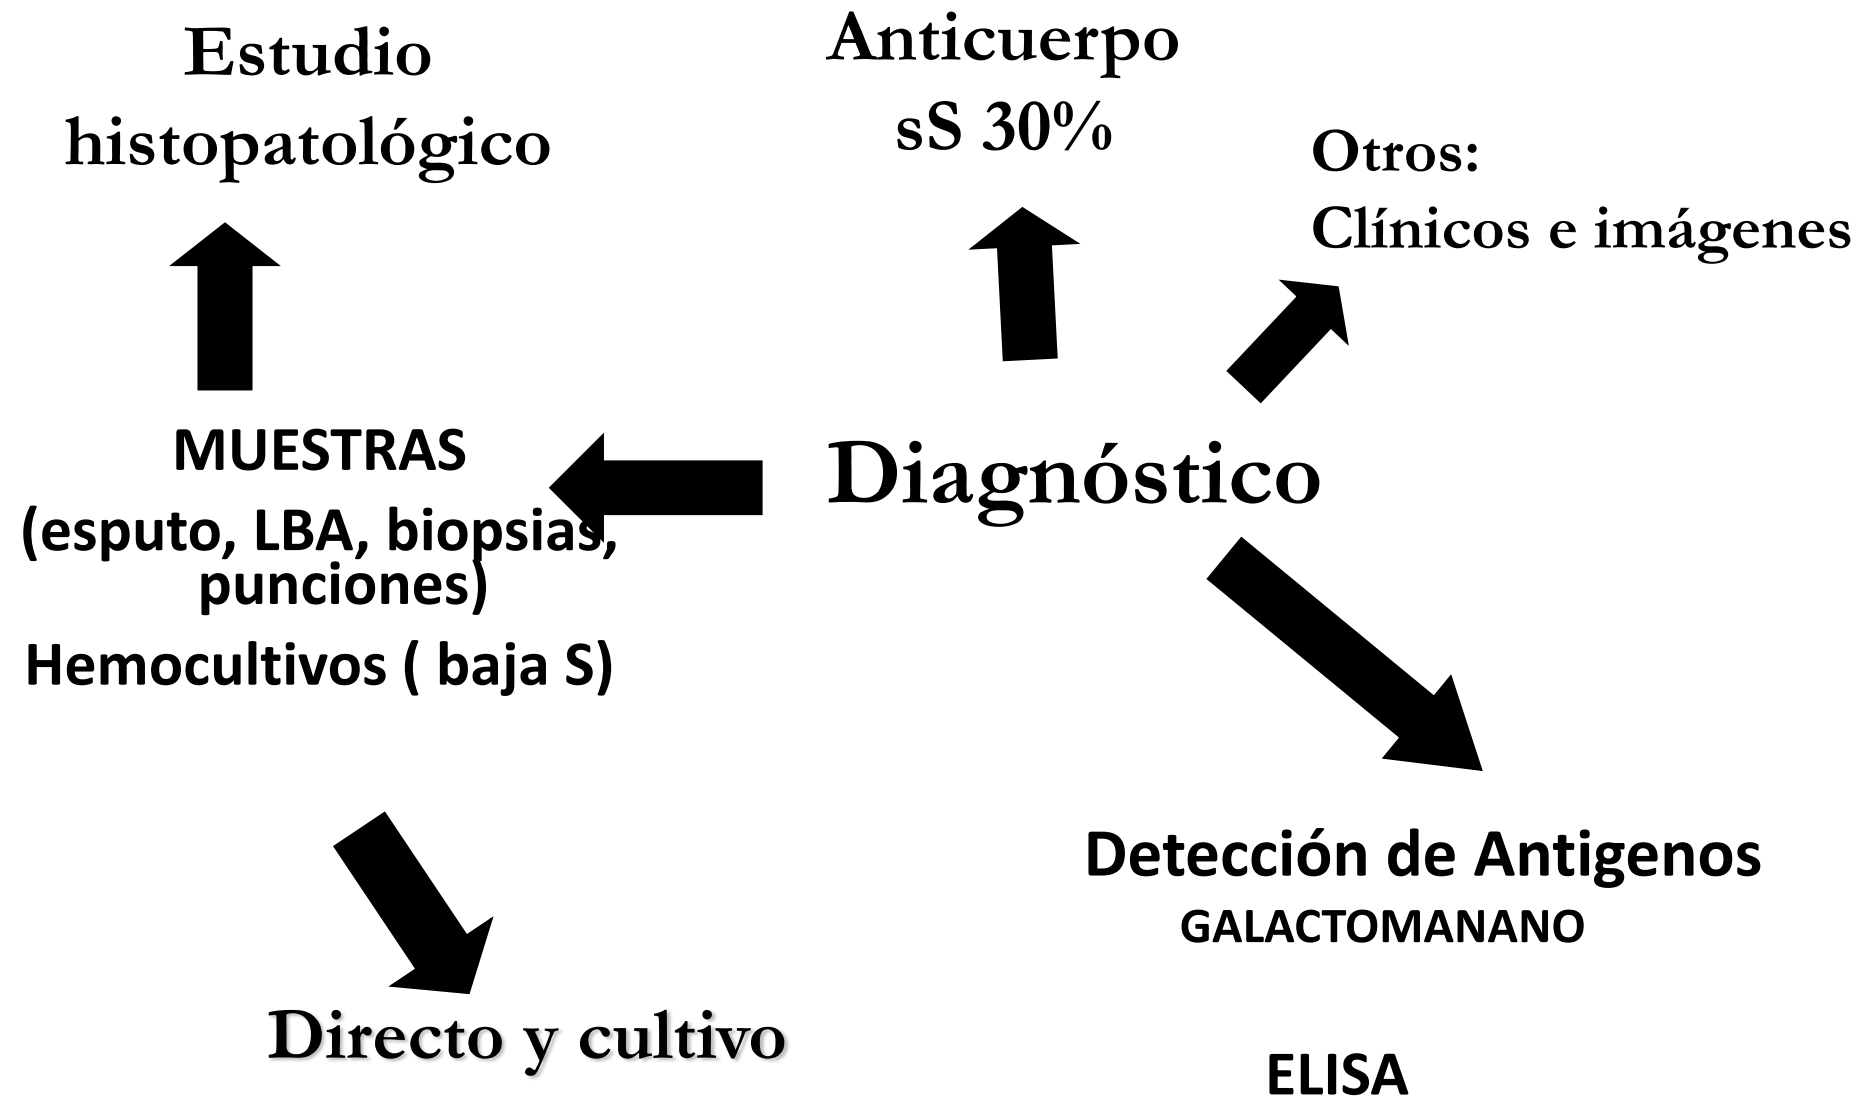 Estudio
histopatológico
Anticuerpo
sS 30%
Otros:
Clínicos e imágenes
MUESTRAS
(esputo, LBA, biopsias,
punciones)
Hemocultivos ( baja S)
Diagnóstico
Detección de Antigenos
GALACTOMANANO
ELISA
Directo y cultivo